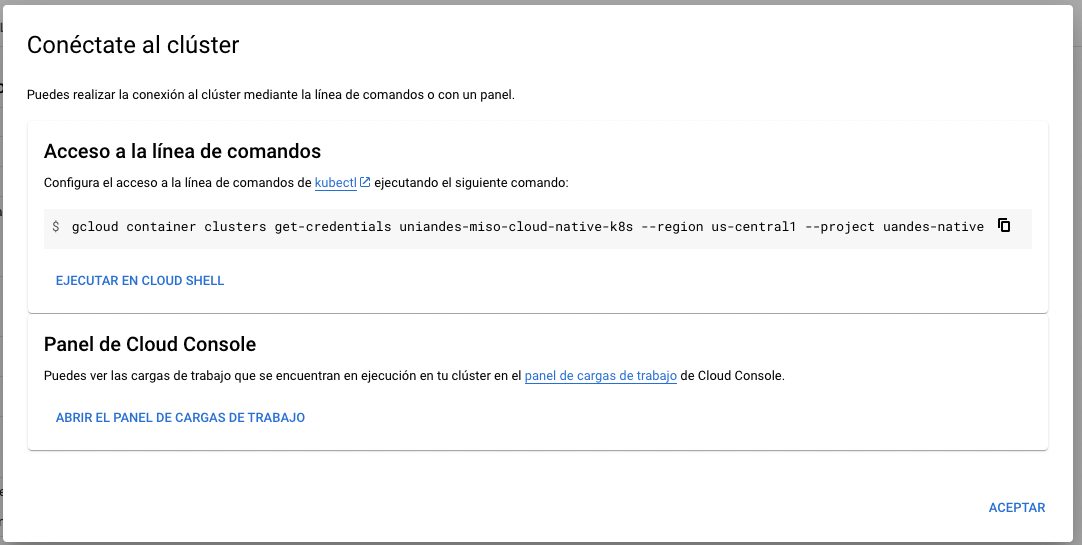 Conéctate al clúster
Puedes realizar la conexión al clúster mediante la línea de comandos o con un panel.
Acceso a la línea de comandos
Configura el acceso a la línea de comandos de kubectl ejecutando el siguiente comando:
$ gcloud container clusters get-credentials uniandes-miso-cloud-native-k8s --region us-central1 --project uandes-native
EJECUTAR EN CLOUD SHELL
Panel de Cloud Console
Puedes ver las cargas de trabajo que se encuentran en ejecución en tu clúster en el panel de cargas de trabajo de Cloud Console.
ABRIR EL PANEL DE CARGAS DE TRABAJO
ACEPTAR